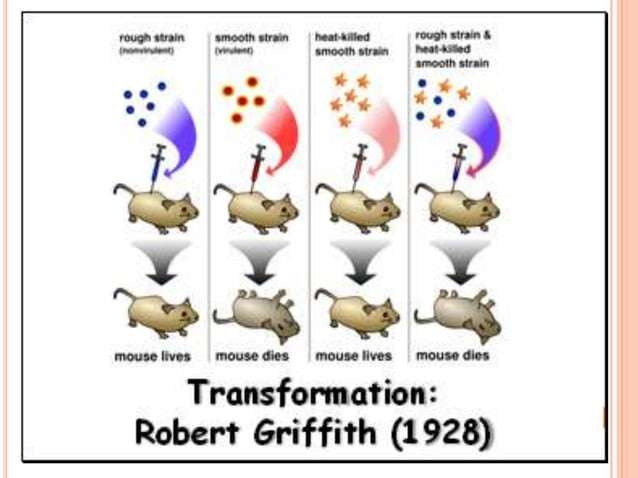 rough strain
(nonvirulent)
smooth strain
(virulent)
heat-killed
smooth strain
rough strain &
heat-killed
smooth strain
mouse lives
mouse dies
mouse lives
mouse dies
Transformation:
Robert Griffith (1928)